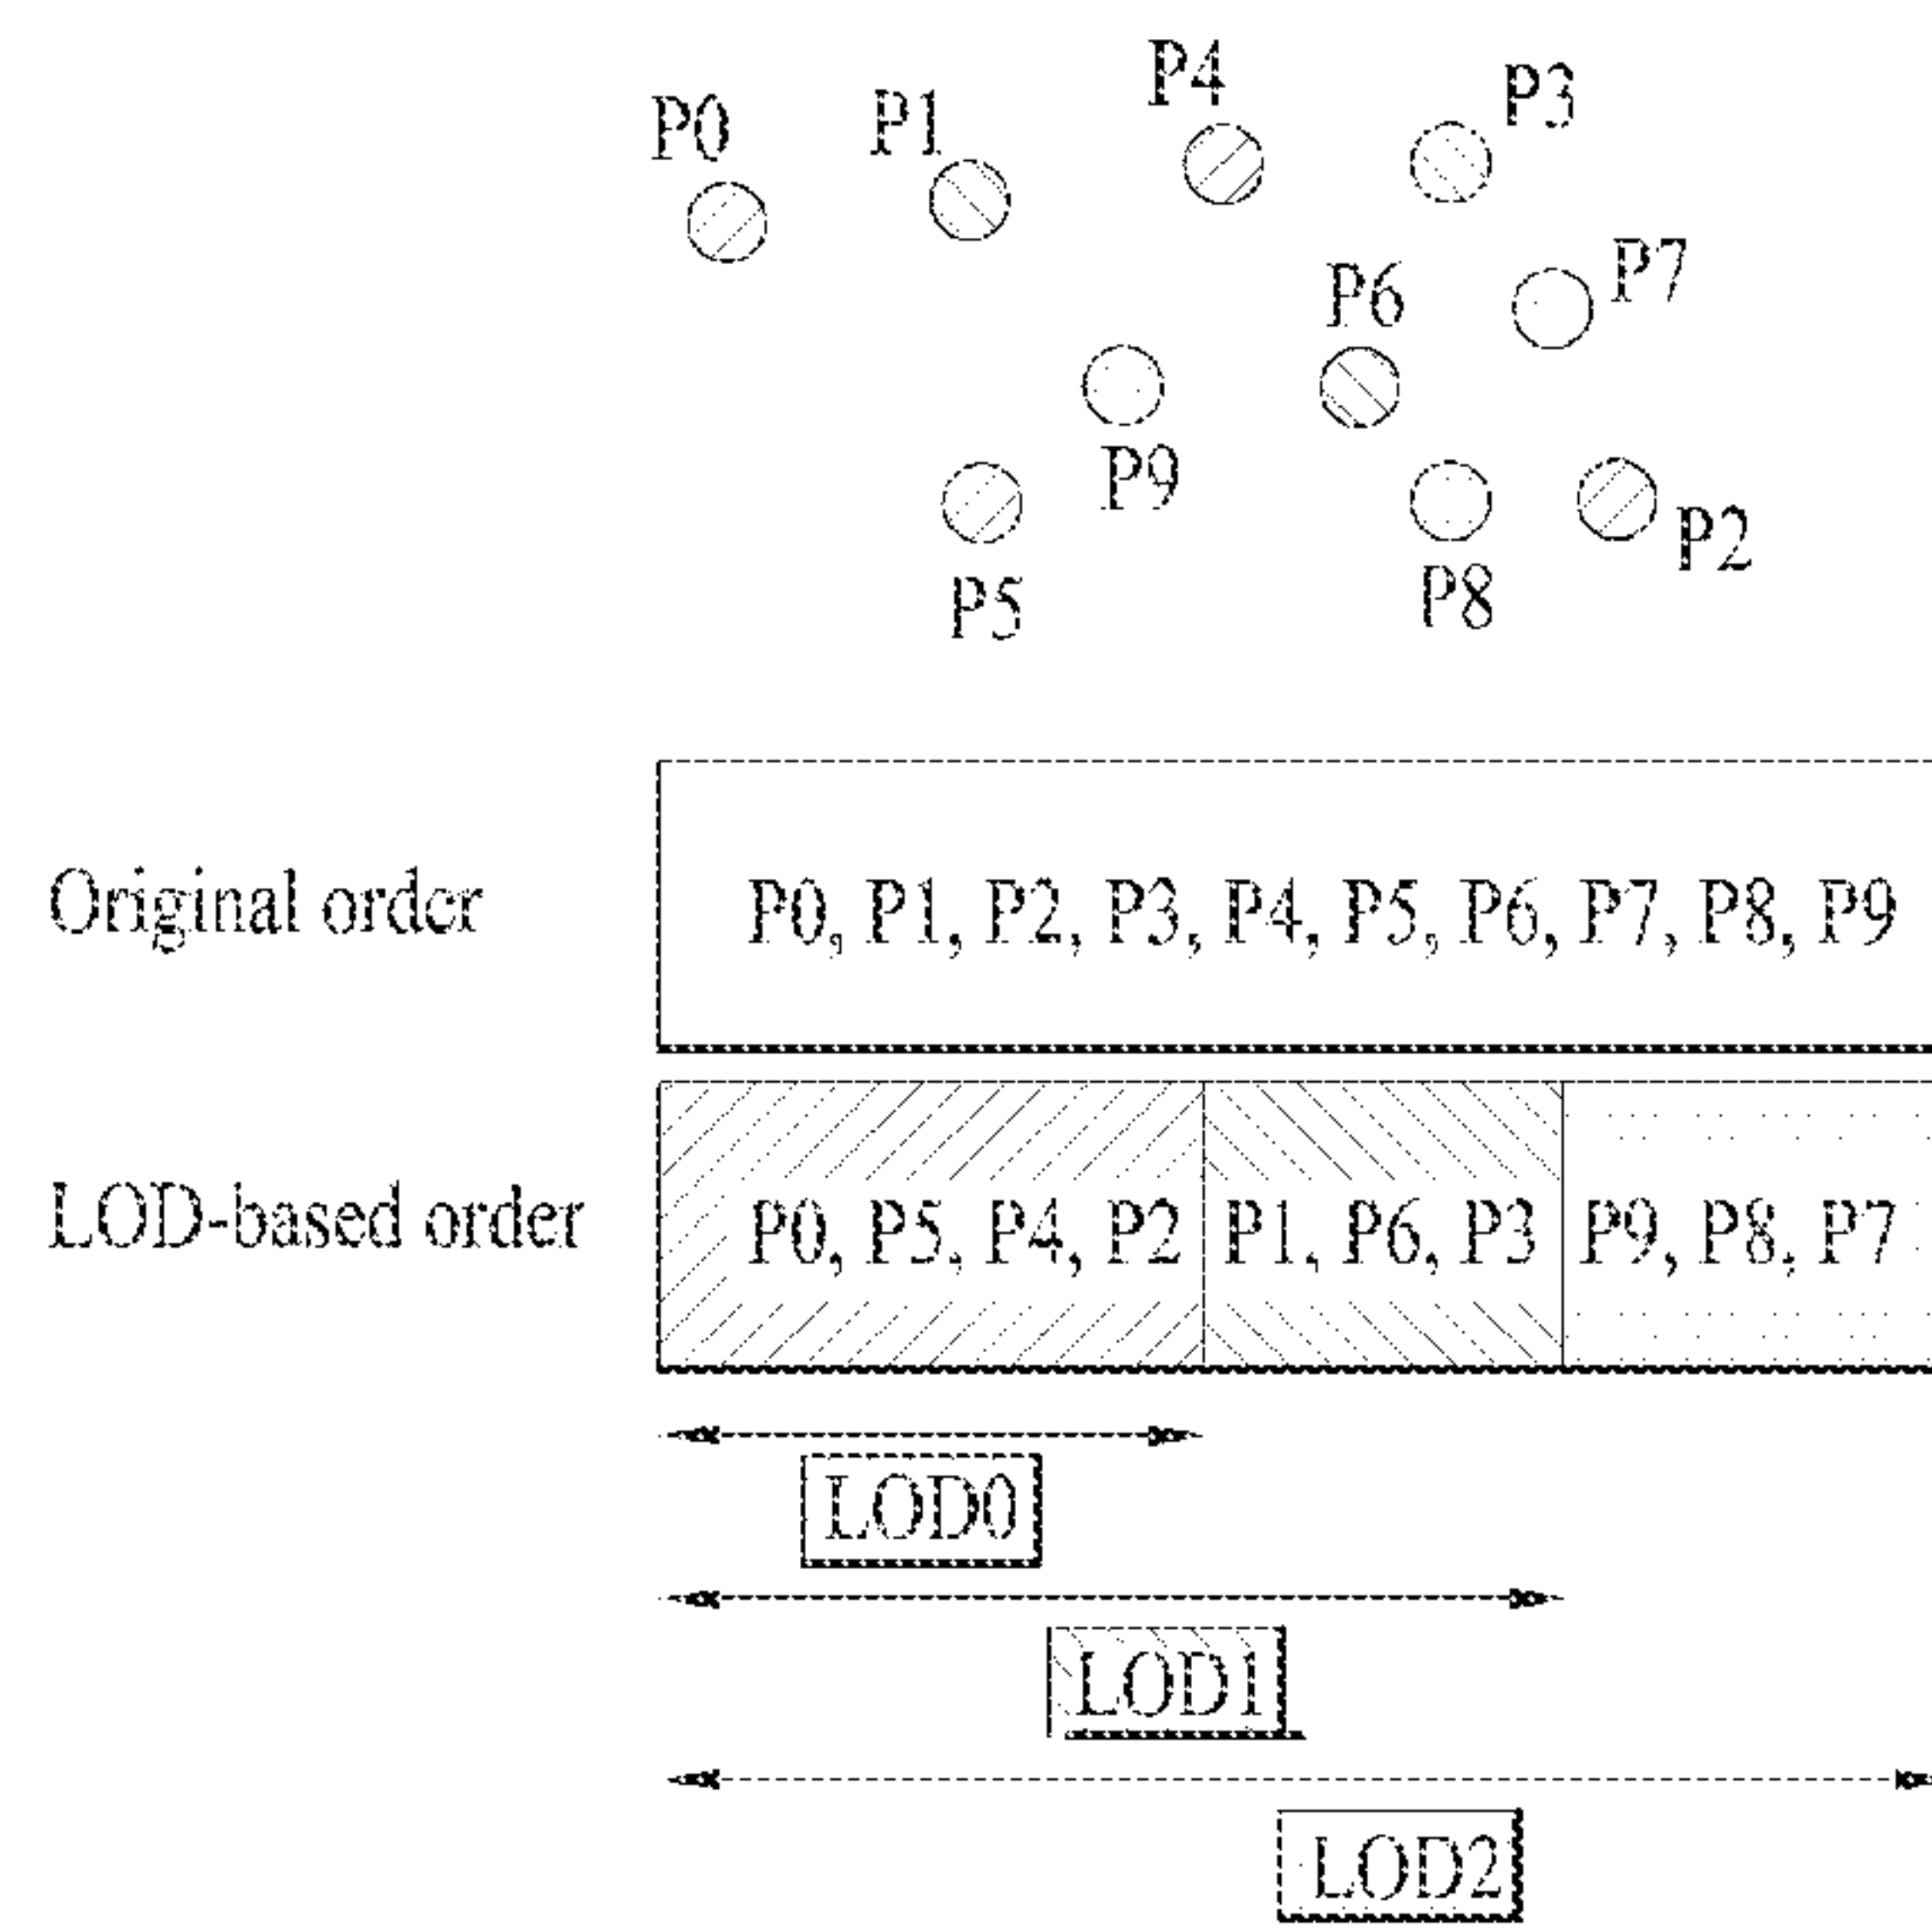 P4
P3
P0
P1
P7
P6
P9
P2
P5
P8
Original order
P0, P1, P2, P3, P4, P5, P6, P7, P8, P9
LOD-based order
P0, P5, P4, P2
P1, P6, P3
P9, P8, P7
LOD0
LOD1
LOD2